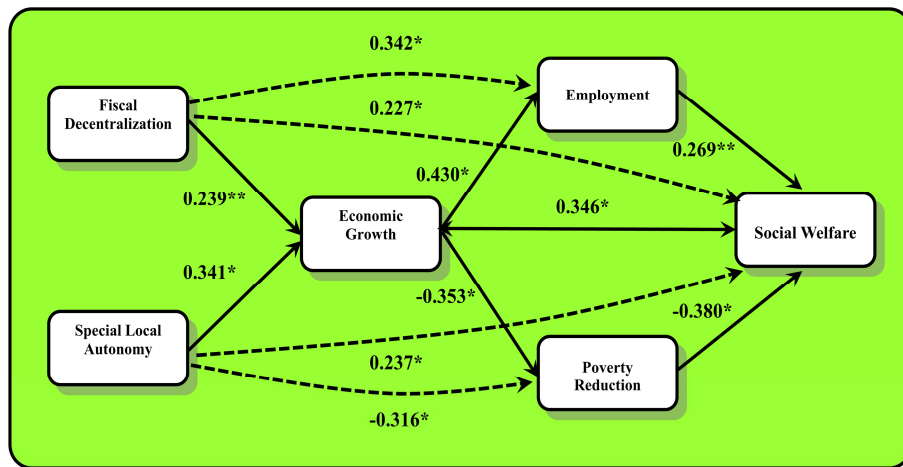 0.342*
Fiscal
Decentralization
Employment
0.227*
0.269**
0.430*
0.239**
Economic
Growth
0.346*
Social Welfare
0.341*
-0.353*
-0.380*
Special Local
Autonomy
0.237*
Poverty
Reduction
-0.316*